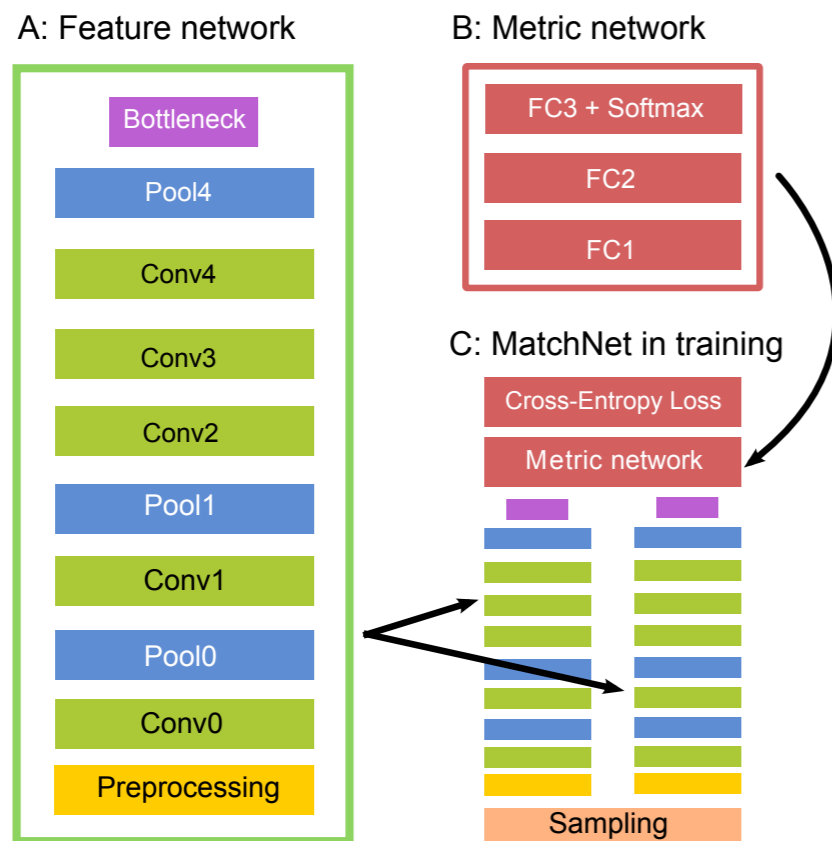 A: Feature network
Bottleneck
Pool4
Conv4
Conv3
Conv2
Pool1
Conv1
Pool0
Conv0
Preprocessing
B: Metric network
FC3 + Softmax
FC2
FC1
C: MatchNet in training
Cross-Entropy Loss
Metric network
Sampling